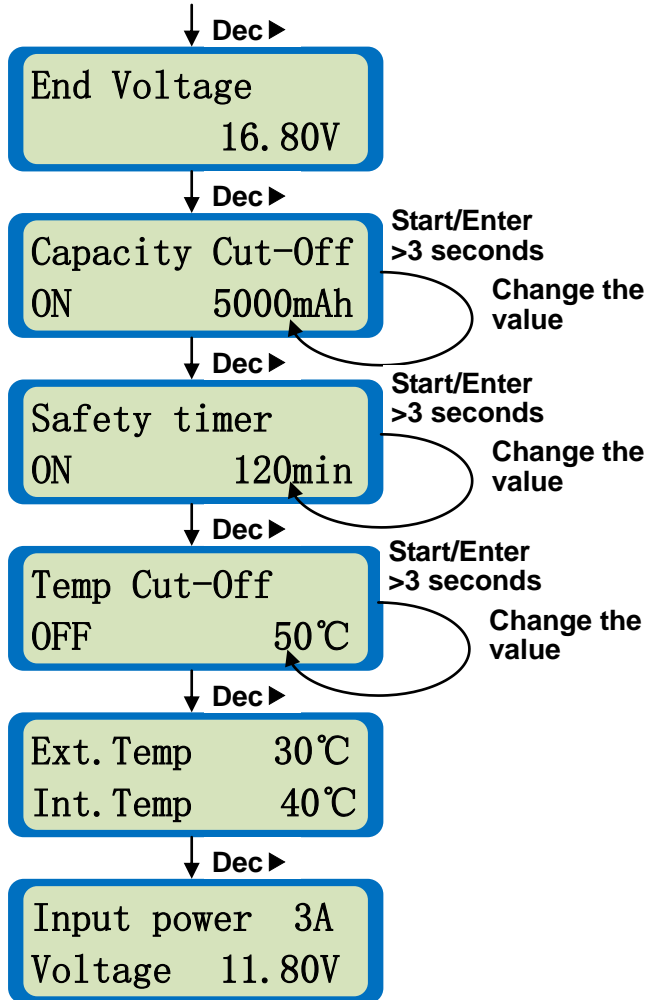 Dec▶
End Voltage
16.80V
Dec▶
Capacity Cut-Off
ON 5000mAh
Start/Enter
>3 seconds
Change the
value
Dec▶
Safety timer
ON 120min
Start/Enter
>3 seconds
Change the
value
Dec▶
Temp Cut-Off
OFF 50℃
Start/Enter
>3 seconds
Change the
value
Dec▶
Ext.Temp 30℃
Int.Temp 40℃
Dec▶
Input power 3A
Voltage 11.80V